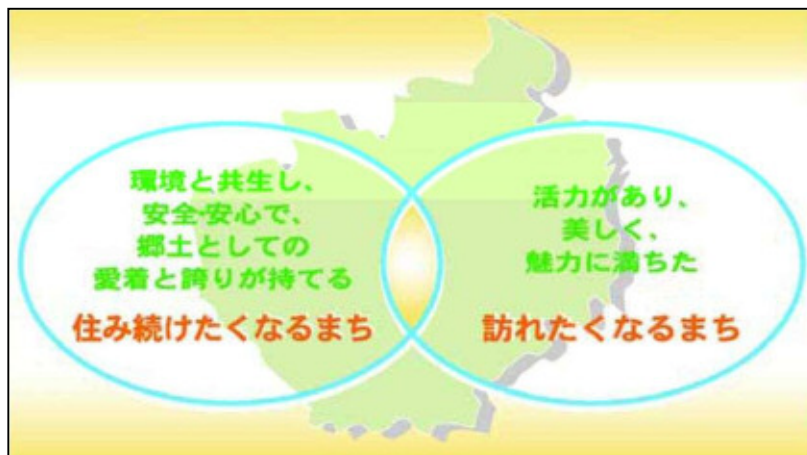 環境と共生し、
安全・安心で、
郷土としての
愛着と誇りが持てる
住み続けたくなるまち
活力があり、
美しく、
魅力に満ちた
訪れたくなるまち